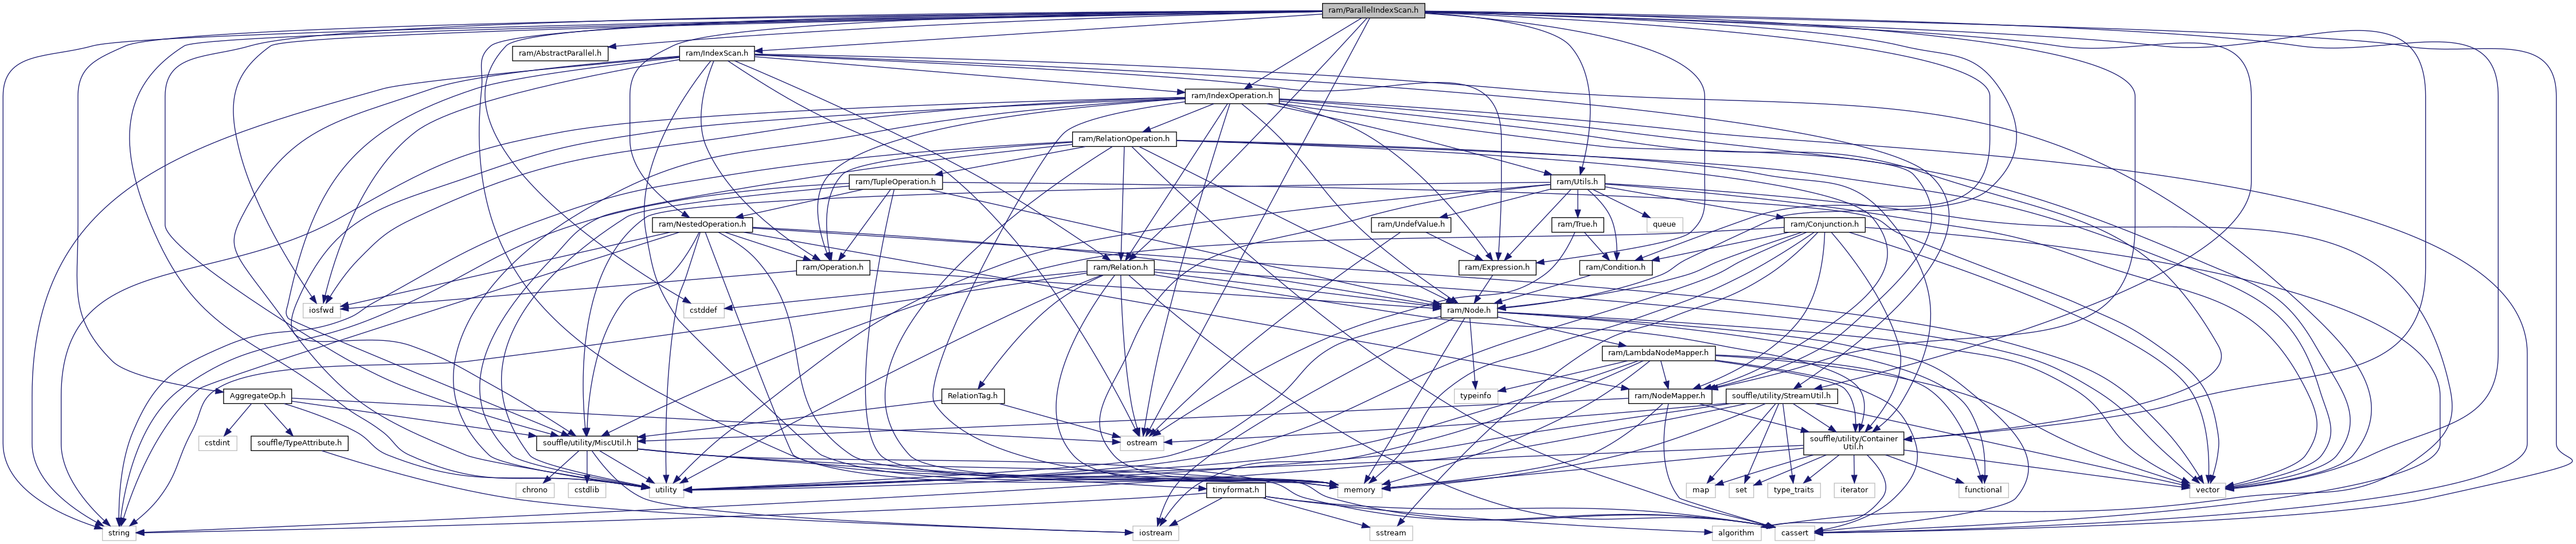 ram/ParallelIndexScan.h
ram/AbstractParallel.h
ram/IndexScan.h
ram/IndexOperation.h
ram/RelationOperation.h
ram/TupleOperation.h
ram/Utils.h
ram/NestedOperation.h
ram/UndefValue.h
ram/True.h
queue
ram/Conjunction.h
ram/Operation.h
ram/Relation.h
ram/Expression.h
ram/Condition.h
iosfwd
cstddef
ram/Node.h
ram/LambdaNodeMapper.h
AggregateOp.h
RelationTag.h
typeinfo
ram/NodeMapper.h
souffle/utility/StreamUtil.h
cstdint
souffle/TypeAttribute.h
souffle/utility/MiscUtil.h
ostream
souffle/utility/Container
Util.h
chrono
cstdlib
utility
tinyformat.h
memory
map
set
type_traits
iterator
functional
vector
string
iostream
sstream
algorithm
cassert